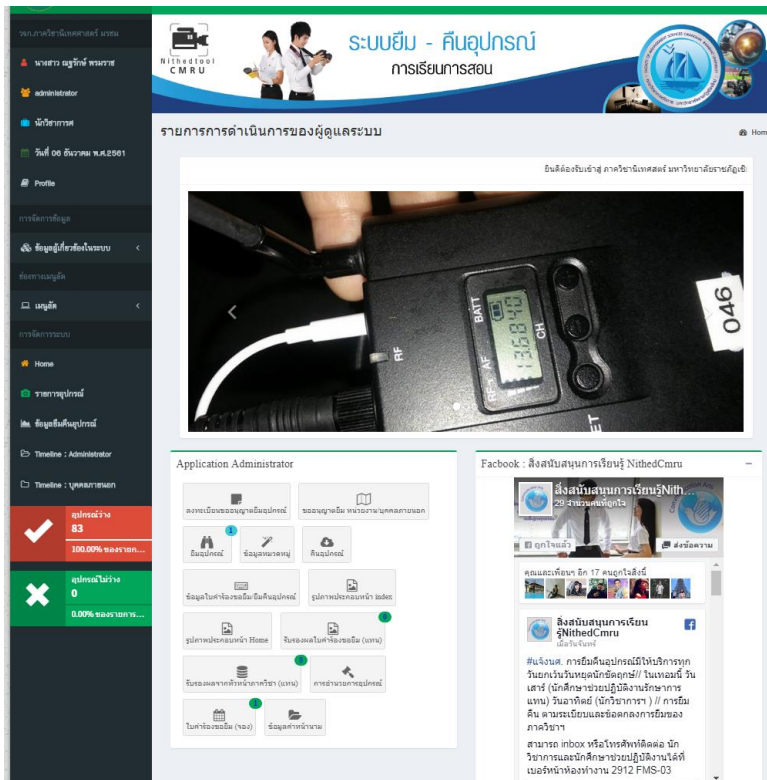 วจก.ภาควิชานิเทศศาสตร์ มรชม
นางสาว ณฐรักษ์ พรมราช
administrator
นักวิชาการศ
วันที่ 06 ธันวาคม พ.ศ.2561
Profile
การจัดการข้อมูล
ข้อมูลผู้เกี่ยวข้องในระบบ
ช่องทางเมนูลัด
เมนูลัด
การจัดการระบบ
Home
รายการอุปกรณ์
ข้อมูลยืมคืนอุปกรณ์
Timeline : Administrator
Timeline : บุคคลภายนอก
อุปกรณ์ว่าง
83
100.00% ของรายก...
อุปกรณ์ไม่ว่าง
0
0.00% ของรายการ...
Nithedtool
CMRU
ระบบยืม - คืนอุปกรณ์
การเรียนการสอน
รายการการดำเนินการของผู้ดูแลระบบ
Hom
ยินดีต้องรับเข้าสู่ ภาควิชานิเทศสตร์ มหาวิทยาลัยราชภัฏเชิ
046
BATT
RF
AF
CH
13.6840
RF
ET
Application Administrator
ลงทะเบียนขออนุญาตยืมอุปกรณ์
ขออนุญาตยืม หน่วยงาน/บุคคลภายนอก
1
ยืมอุปกรณ์
ข้อมูลหมวดหมู่
คืนอุปกรณ์
ข้อมูลใบคำร้องขอยืม/ยืมคืนอุปกรณ์
รูปภาพประกอบหน้า index
0
รูปภาพประกอบหน้า Home
รับรองผลใบคำร้องขอยืม (แทน)
0
รับรองผลจากหัวหน้าภาควิชา (แทน)
การอำนวยการอุปกรณ์
1
ใบคำร้องขอยืม (จอง)
ข้อมูลคำหน้านาม
Facbook : สิ่งสนับสนุนการเรียนรู้ NithedCmru
สิ่งสนับสนุนการเรียนรู้Nith...
29 จำนวนคนที่ถูกใจ
ถูกใจแล้ว
ส่งข้อความ
คุณและเพื่อนๆ อีก 17 คนถูกใจสิ่งนี้
สิ่งสนับสนุนการเรียน
รู้NithedCmru
เมื่อวันจันทร์
#แจ้งนศ. การยืมคืนอุปกรณ์มีให้บริการทุก
วันยกเว้นวันหยุดนักขัตฤกษ์// ในเทอมนี้ วัน
เสาร์ (นักศึกษาช่วยปฏิบัติงานรักษาการ
แทน) วันอาทิตย์ (นักวิชาการฯ ) // การยืม
คืน ตามระเบียบและข้อตกลงการยืมของ
ภาควิชาฯ
สามารถ inbox หรือโทรศัพท์ติดต่อ นัก
วิชาการและนักศึกษาช่วยปฏิบัติงานได้ที่
เบอร์หน้าห้องทำงาน 2912 FMS-03